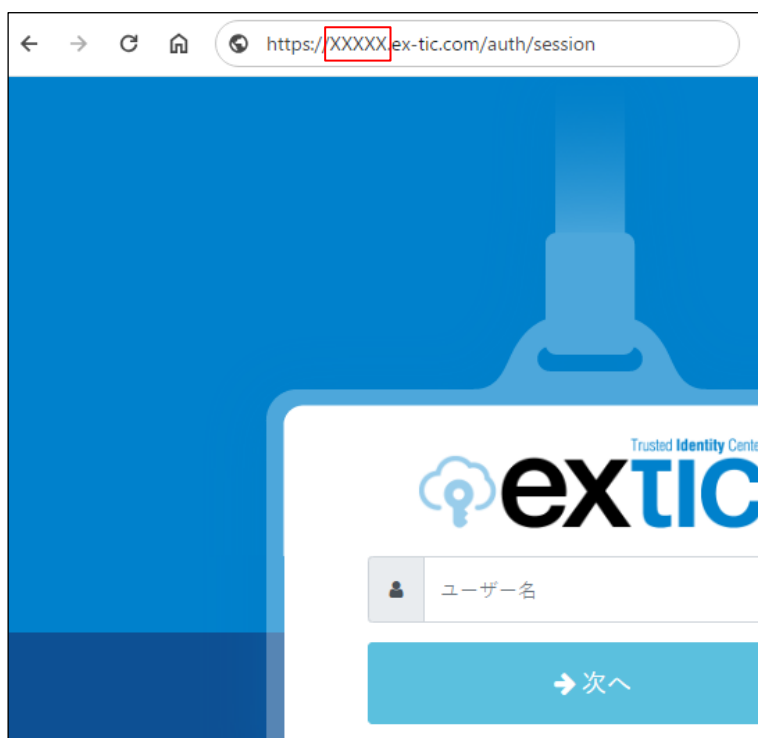 https://XXXXX.ex-tic.com/auth/session
Trusted Identity Cente
extic
ユーザー名
次へ